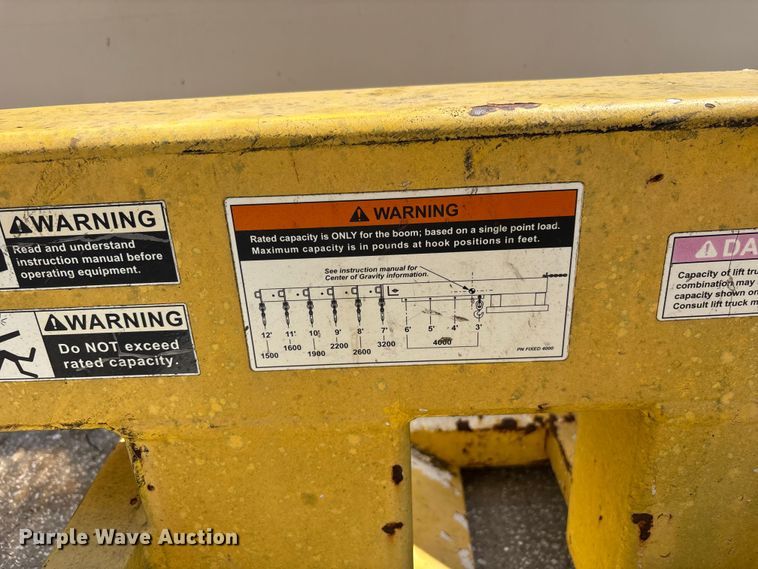 WARNING
Read and understand
instruction manual before
operating equipment.
WARNING
Do NOT exceed
rated capacity.
WARNING
Rated capacity is ONLY for the boom; based on a single point load.
Maximum capacity is in pounds at hook positions in feet.
See instruction manual for
Center of Gravity information.
12' 11' 10' 9' 8' 7' 6' 5' 4' 3'
1500 1600 1900 2200 2600 3200 4000
PN FIXED 4000
DA
Capacity of lift tru
combination may
capacity shown on
Consult lift truck m
Purple Wave Auction